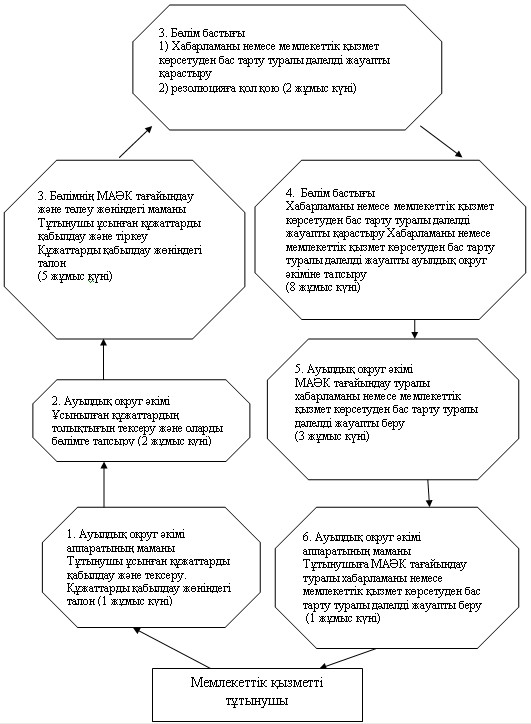 3. Бөлім бастығы
1) Хабарламаны немесе мемлекеттік қызмет
көрсетуден бас тарту туралы дәлелді жауапты
қарастыру
2) резолюцияға қол қою (2 жұмыс күні)
3. Бөлімнің МАӘК тағайындау
және төлеу жөніндегі маманы
Тұтынушы ұсынған құжаттарды
қабылдау және тіркеу
Құжаттарды қабылдау жөніндегі
талон
(5 жұмыс күні)
4. Бөлім бастығы
Хабарламаны немесе мемлекеттік қызмет
көрсетуден бас тарту туралы дәлелді
жауапты қарастыру Хабарламаны немесе
мемлекеттік қызмет көрсетуден бас тарту
туралы дәлелді жауапты ауылдық округ
әкіміне тапсыру
(8 жұмыс күні)
2. Ауылдық округ әкімі
Ұсынылған құжаттардың
толықтығын тексеру және оларды
бөлімге тапсыру (2 жұмыс күні)
5. Ауылдық округ әкімі
МАӘК тағайындау туралы
хабарламаны немесе мемлекеттік
қызмет көрсетуден бас тарту туралы
дәлелді жауапты беру
(3 жұмыс күні)
1. Ауылдық округ әкімі
аппаратының маманы
Тұтынушы ұсынған құжаттарды
қабылдау және тексеру.
Құжаттарды қабылдау жөніндегі
талон (1 жұмыс күні)
6. Ауылдық округ әкімі
аппаратының маманы
Тұтынушыға МАӘК тағайындау
туралы хабарламаны немесе
мемлекеттік қызмет көрсетуден бас
тарту туралы дәлелді жауапты беру
(1 жұмыс күні)
Мемлекеттік қызметті
тұтынушы